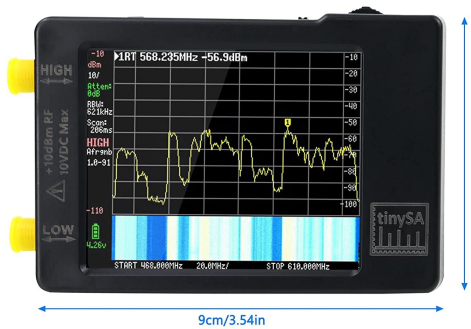 -10
dBm
10/
Atten:
0dB
RBW:
621kHz
Scan:
206ms
HIGH
Afrgnb
1.0-91
-110
4.26v
1RT 568.235MHz -56.9dBm
-10
-20
-30
-40
-50
-60
-70
-80
-90
-100
1
START 468.000MHz 20.0MHz/ STOP 610.000MHz
HIGH
+10dBm RF
10VDC Max
LOW
tinySA
9cm/3.54in